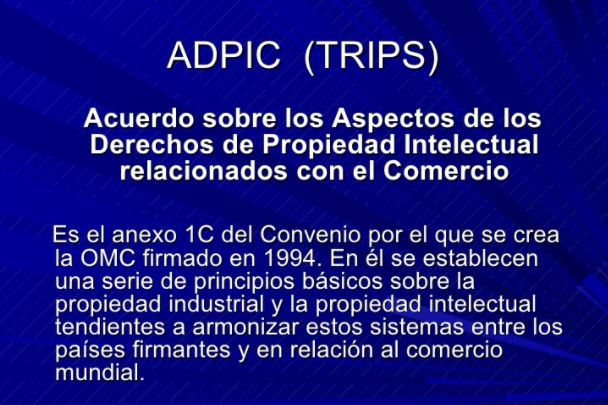 ADPIC (TRIPS)
Acuerdo sobre los Aspectos de los
Derechos de Propiedad Intelectual
relacionados con el Comercio
Es el anexo 1C del Convenio por el que se crea
la OMC firmado en 1994. En él se establecen
una serie de principios básicos sobre la
propiedad industrial y la propiedad intelectual
tendientes a armonizar estos sistemas entre los
países firmantes y en relación al comercio
mundial.